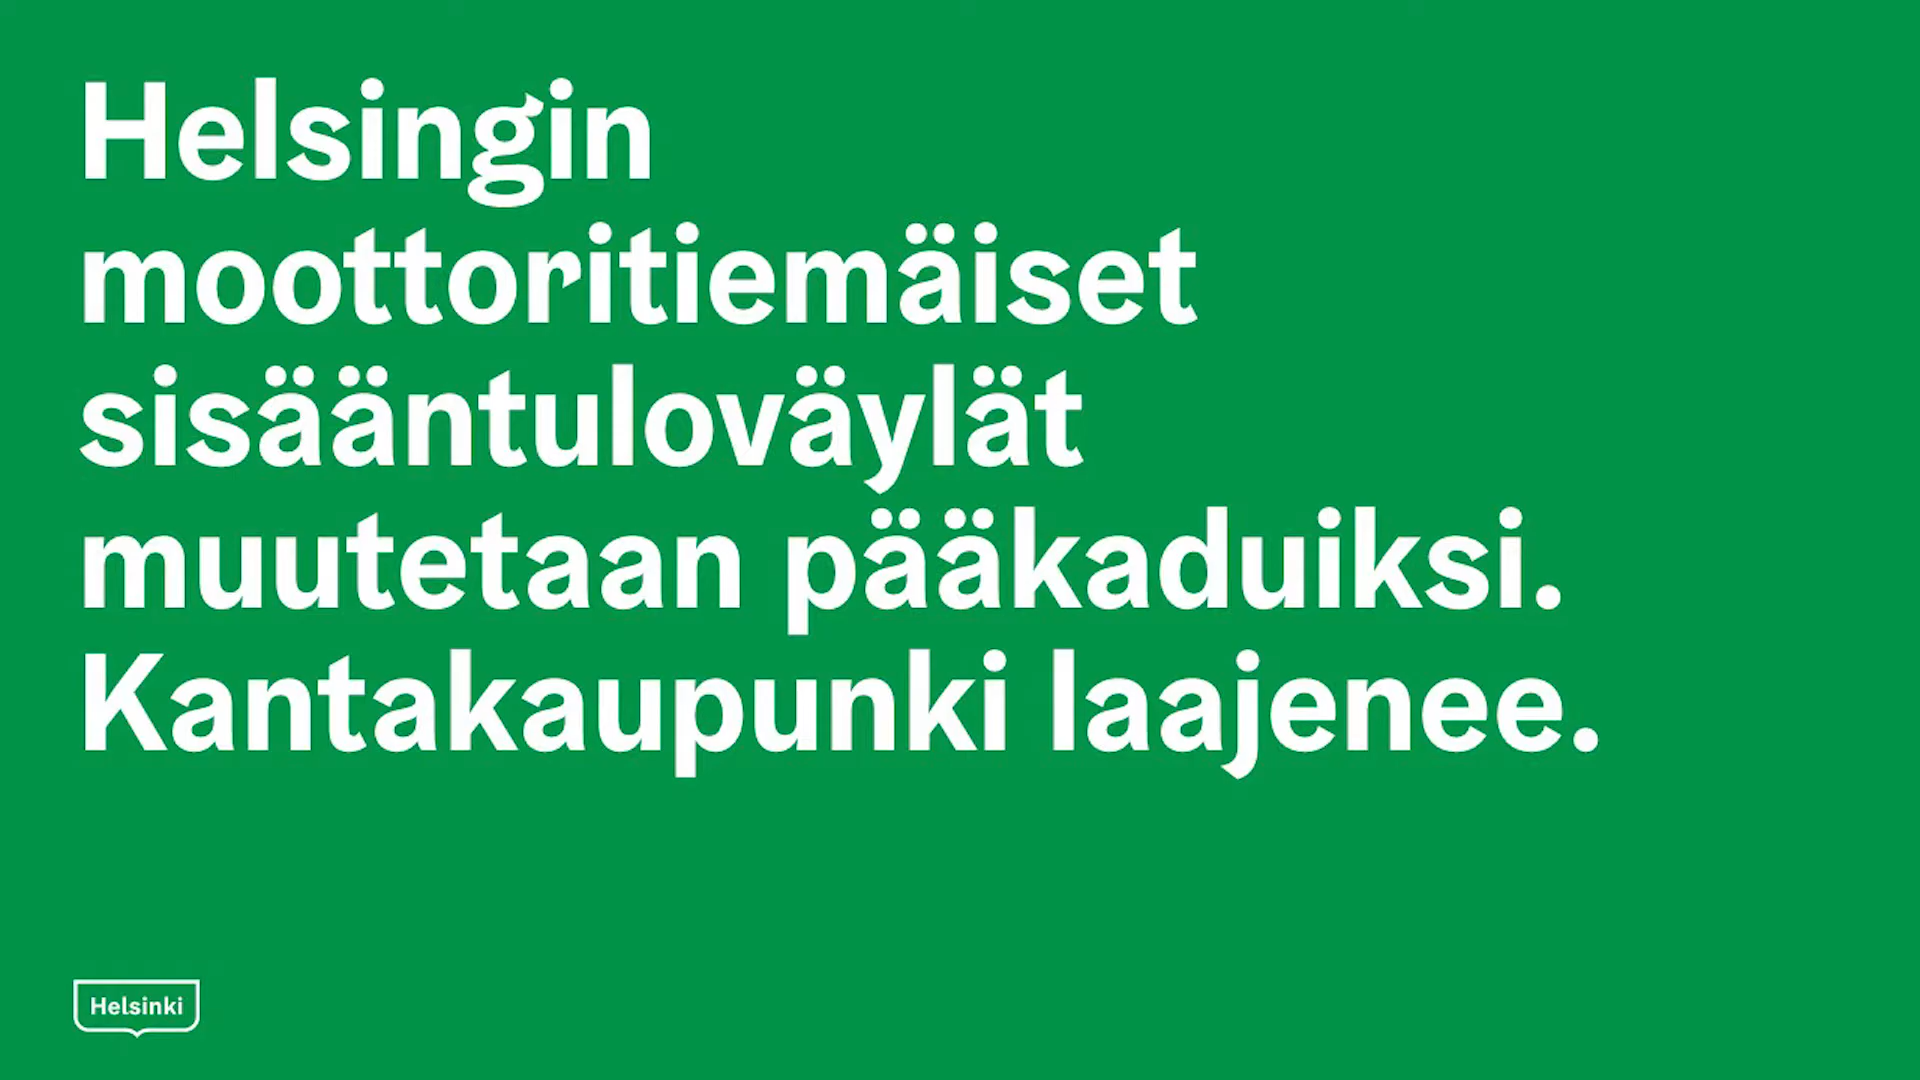 Helsingin
moottoritiemäiset
sisääntuloväylät
muutetaan pääkaduiksi.
Kantakaupunki laajenee.
Helsinki